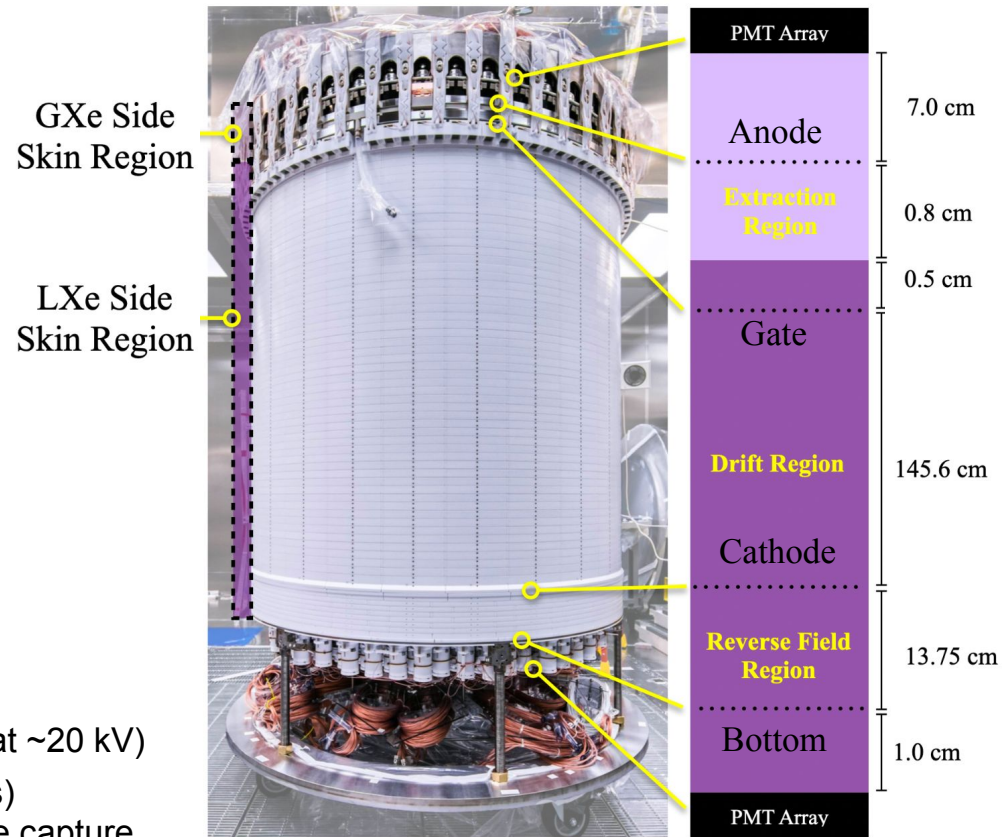 GXe Side
Skin Region
LXe Side
Skin Region
at ~20 kV)
s)
e capture
PMT Array
7.0 cm
Anode
Extraction
Region
0.8 cm
0.5 cm
Gate
Drift Region
145.6 cm
Cathode
Reverse Field
Region
13.75 cm
Bottom
1.0 cm
PMT Array